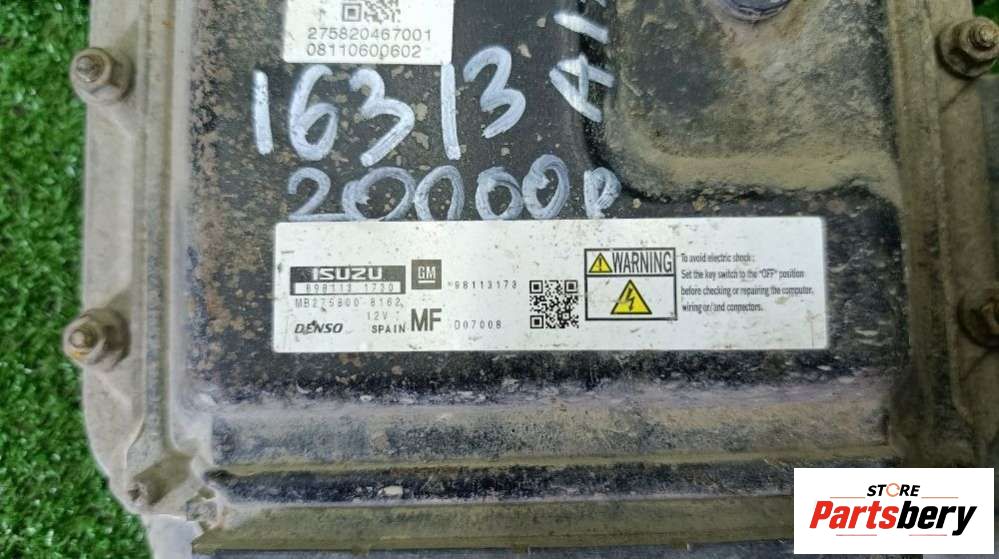 275820467001
08110600602
16313
20000P
ISUZU
898113 1730
GM
98113173
MB275800-8162
12V
DENSO
SPAIN MF D07008
WARNING
To avoid electric shock:
Set the key switch to the "OFF" position
before checking or repairing the computer,
wiring or/and connectors.
STORE
Partsbery